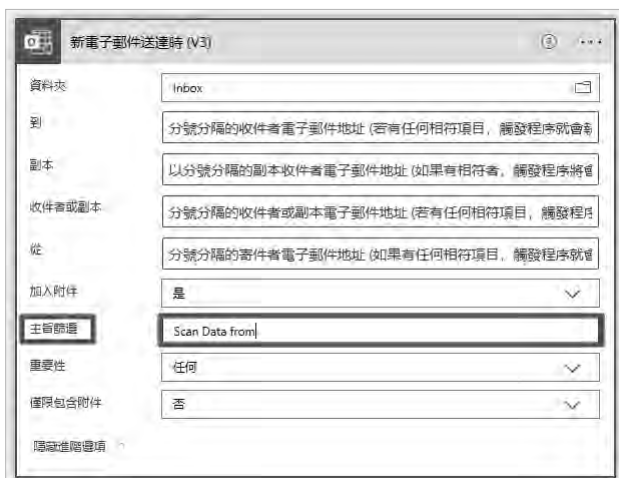 新電子郵件送達時 (V3)
資料夾
Inbox
到
分號分隔的收件者電子郵件地址 (若有任何相符項目，觸發程序就會執
副本
以分號分隔的副本收件者電子郵件地址 (如果有相符者，觸發程序將會
收件者或副本
分號分隔的收件者或副本電子郵件地址 (若有任何相符項目，觸發程序
從
分號分隔的寄件者電子郵件地址 (如果有任何相符項目，觸發程序就會
加入附件
是
主旨篩選
Scan Data from
重要性
任何
僅限包含附件
否
隱藏進階選項